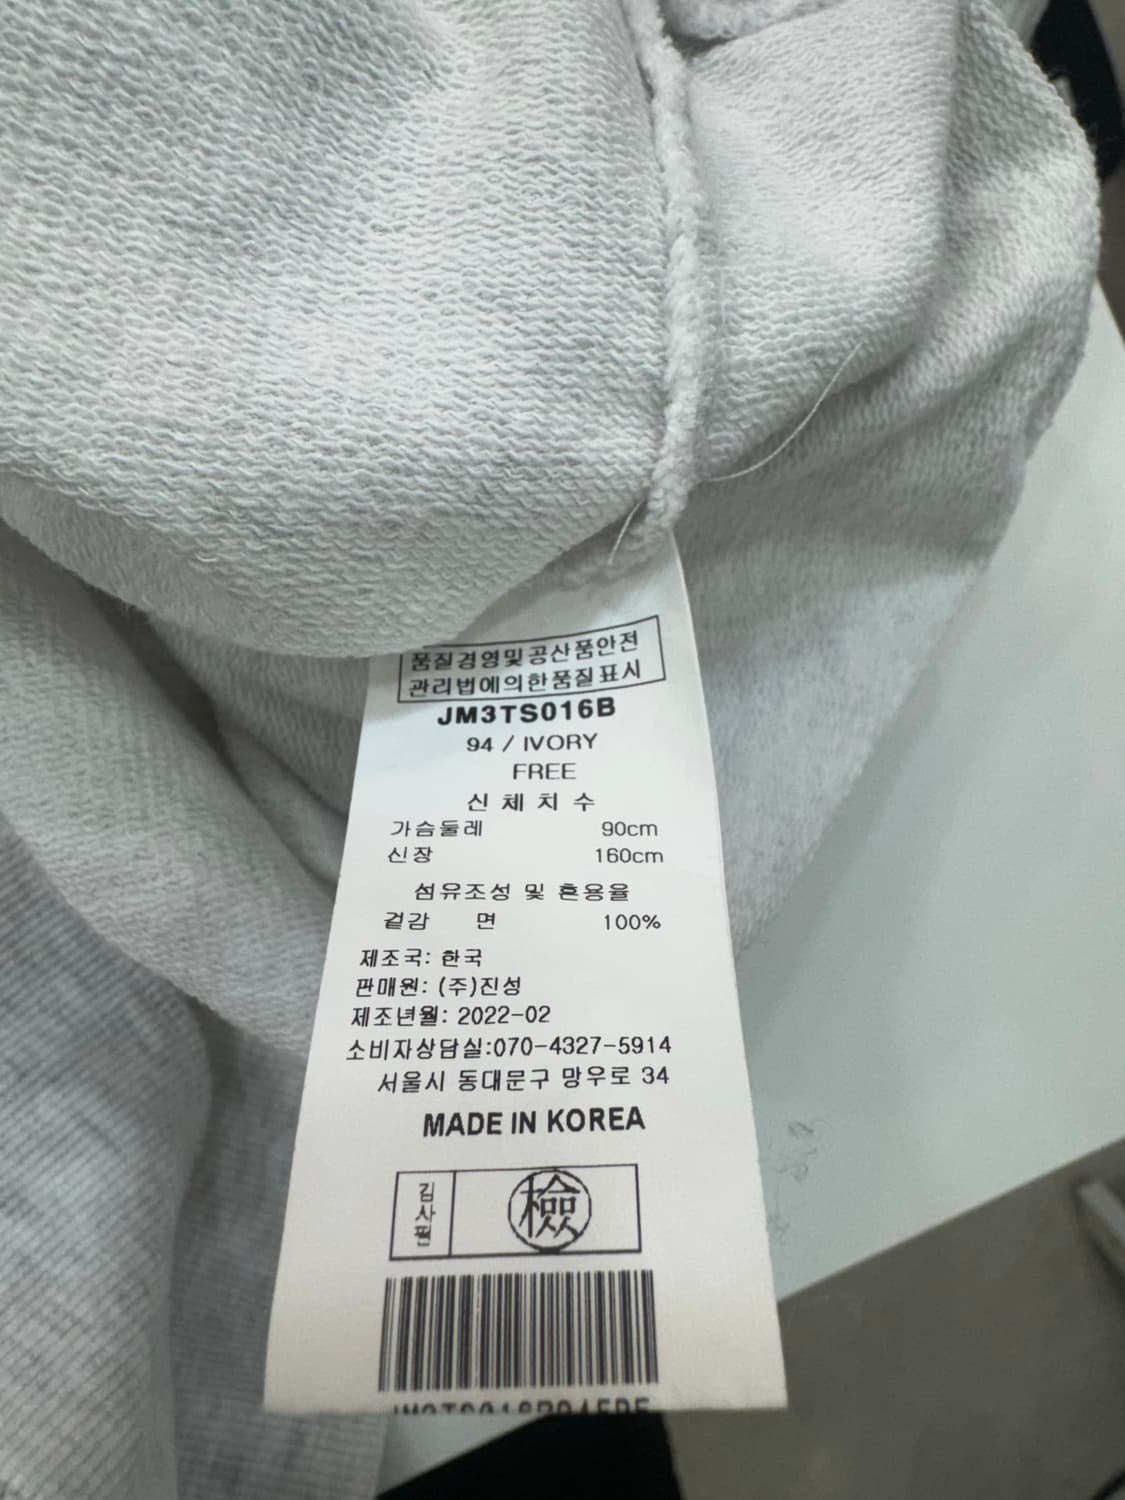 품질경영및공산품안전
관리법에의한품질표시
JM3TS016B
94 / IVORY
FREE
신체치수
가슴둘레 90cm
신장 160cm
섬유조성 및 혼용율
겉감 면 100%
제조국: 한국
판매원: (주)진성
제조년월: 2022-02
소비자상담실:070-4327-5914
서울시 동대문구 망우로 34
MADE IN KOREA
검사필
檢